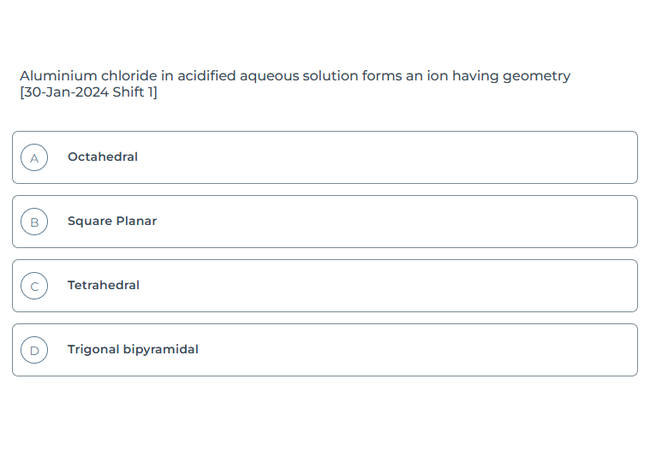 Aluminium chloride in acidified aqueous solution forms an ion having geometry
[30-Jan-2024 Shift 1]
A Octahedral
B Square Planar
C Tetrahedral
D Trigonal bipyramidal